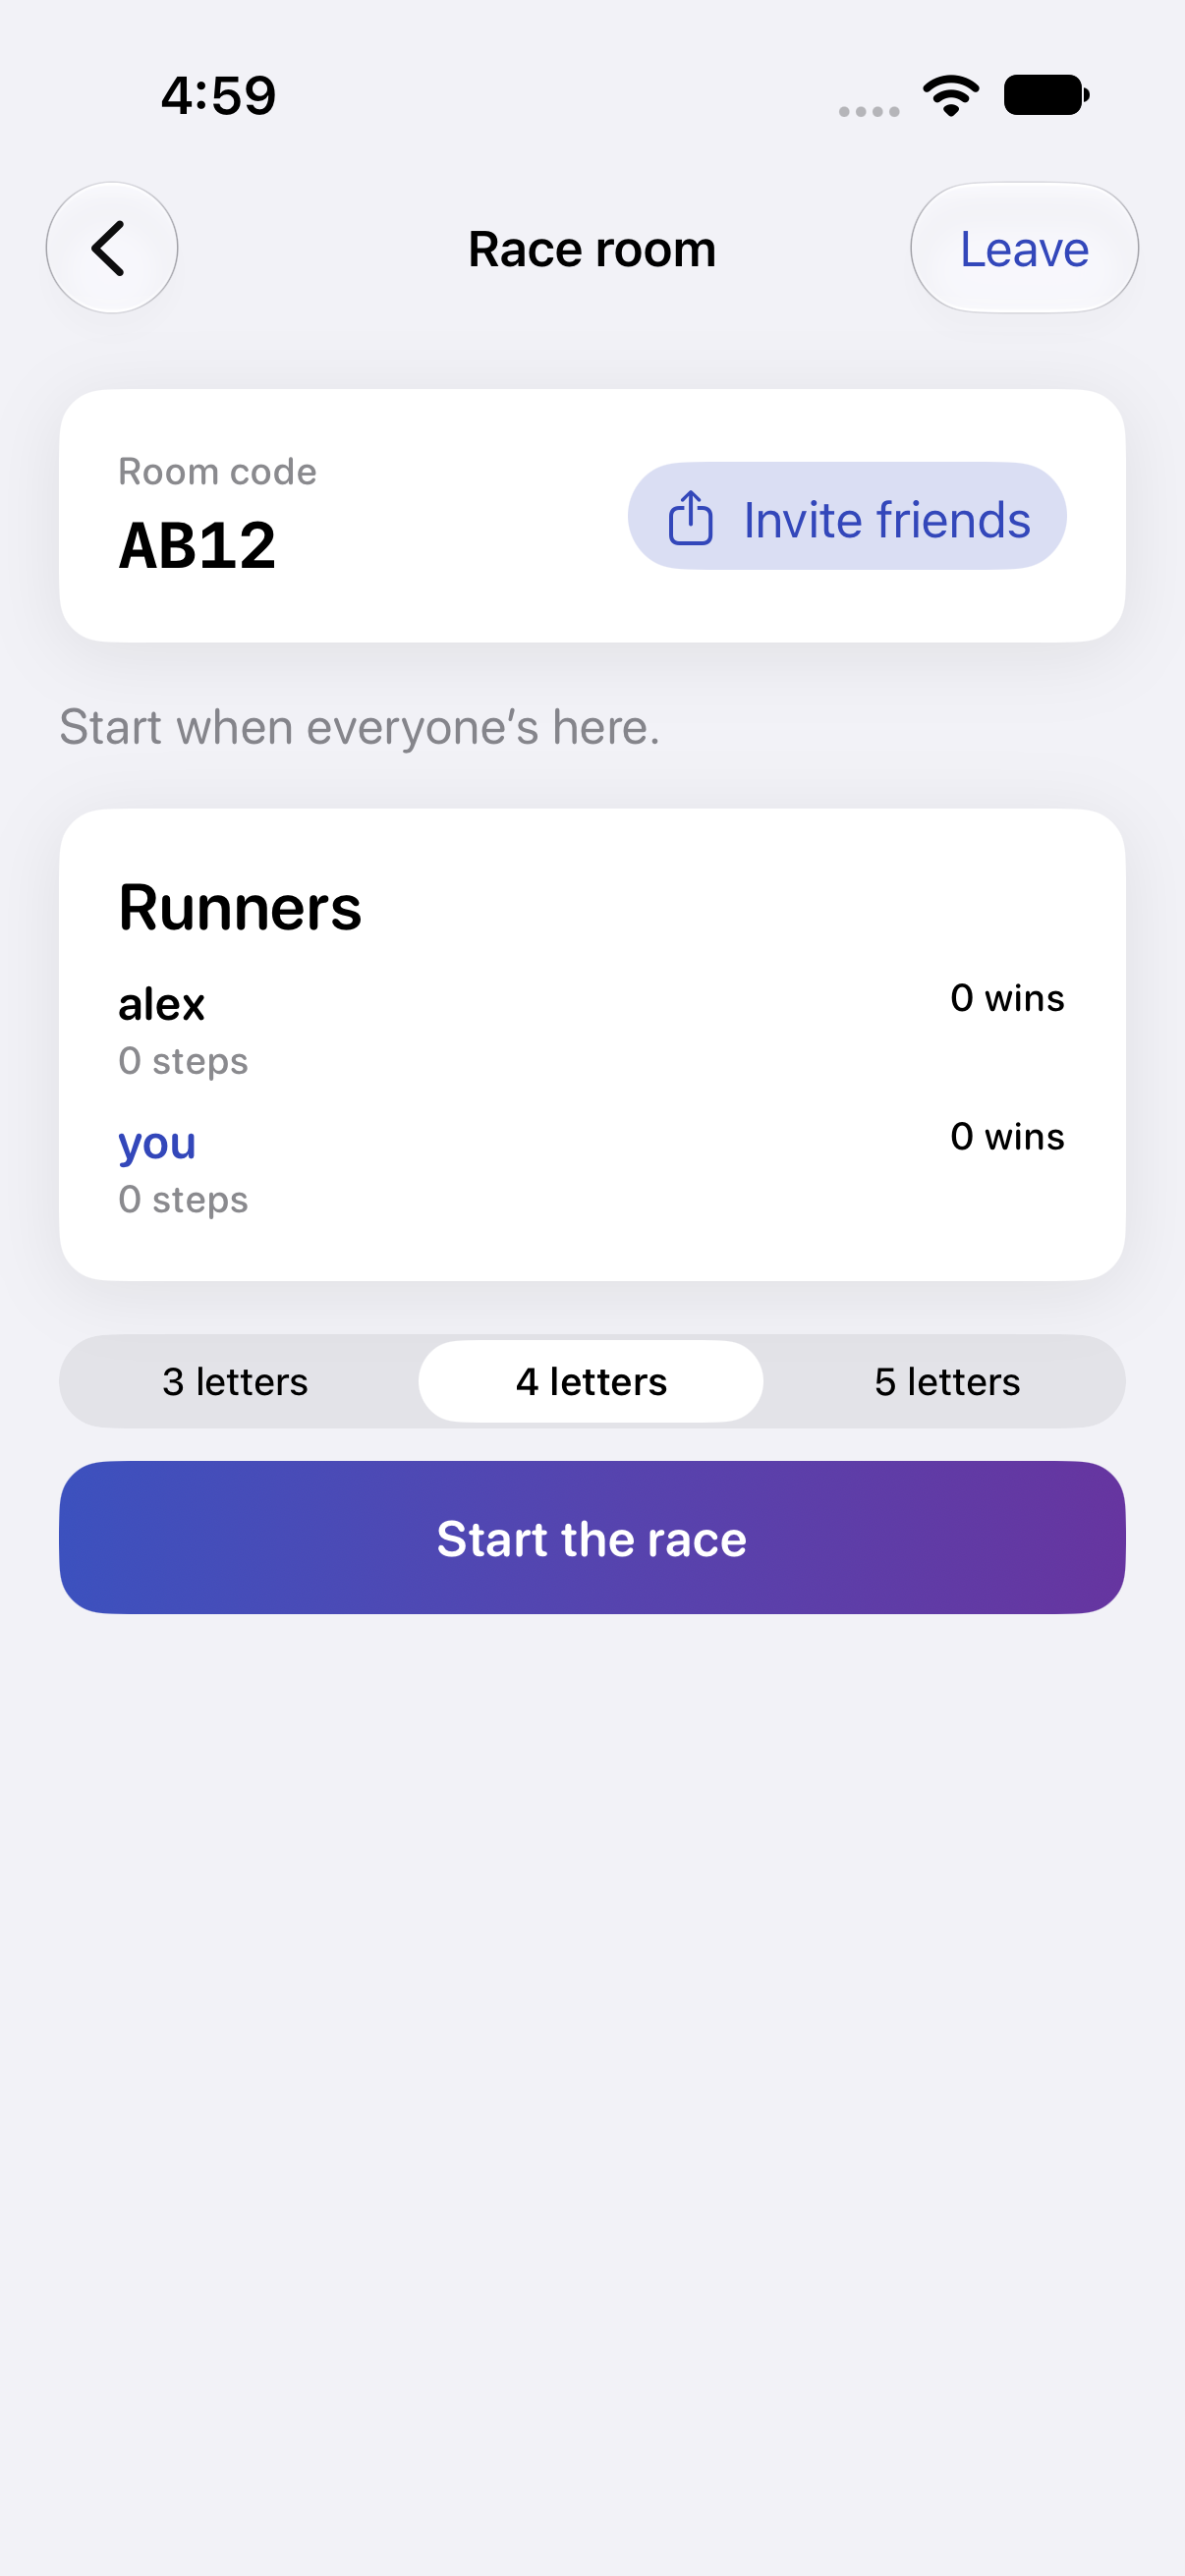 4:59
Race room
Leave
Room code
AB12
Invite friends
Start when everyone’s here.
Runners
alex
0 wins
0 steps
you
0 wins
0 steps
3 letters
4 letters
5 letters
Start the race